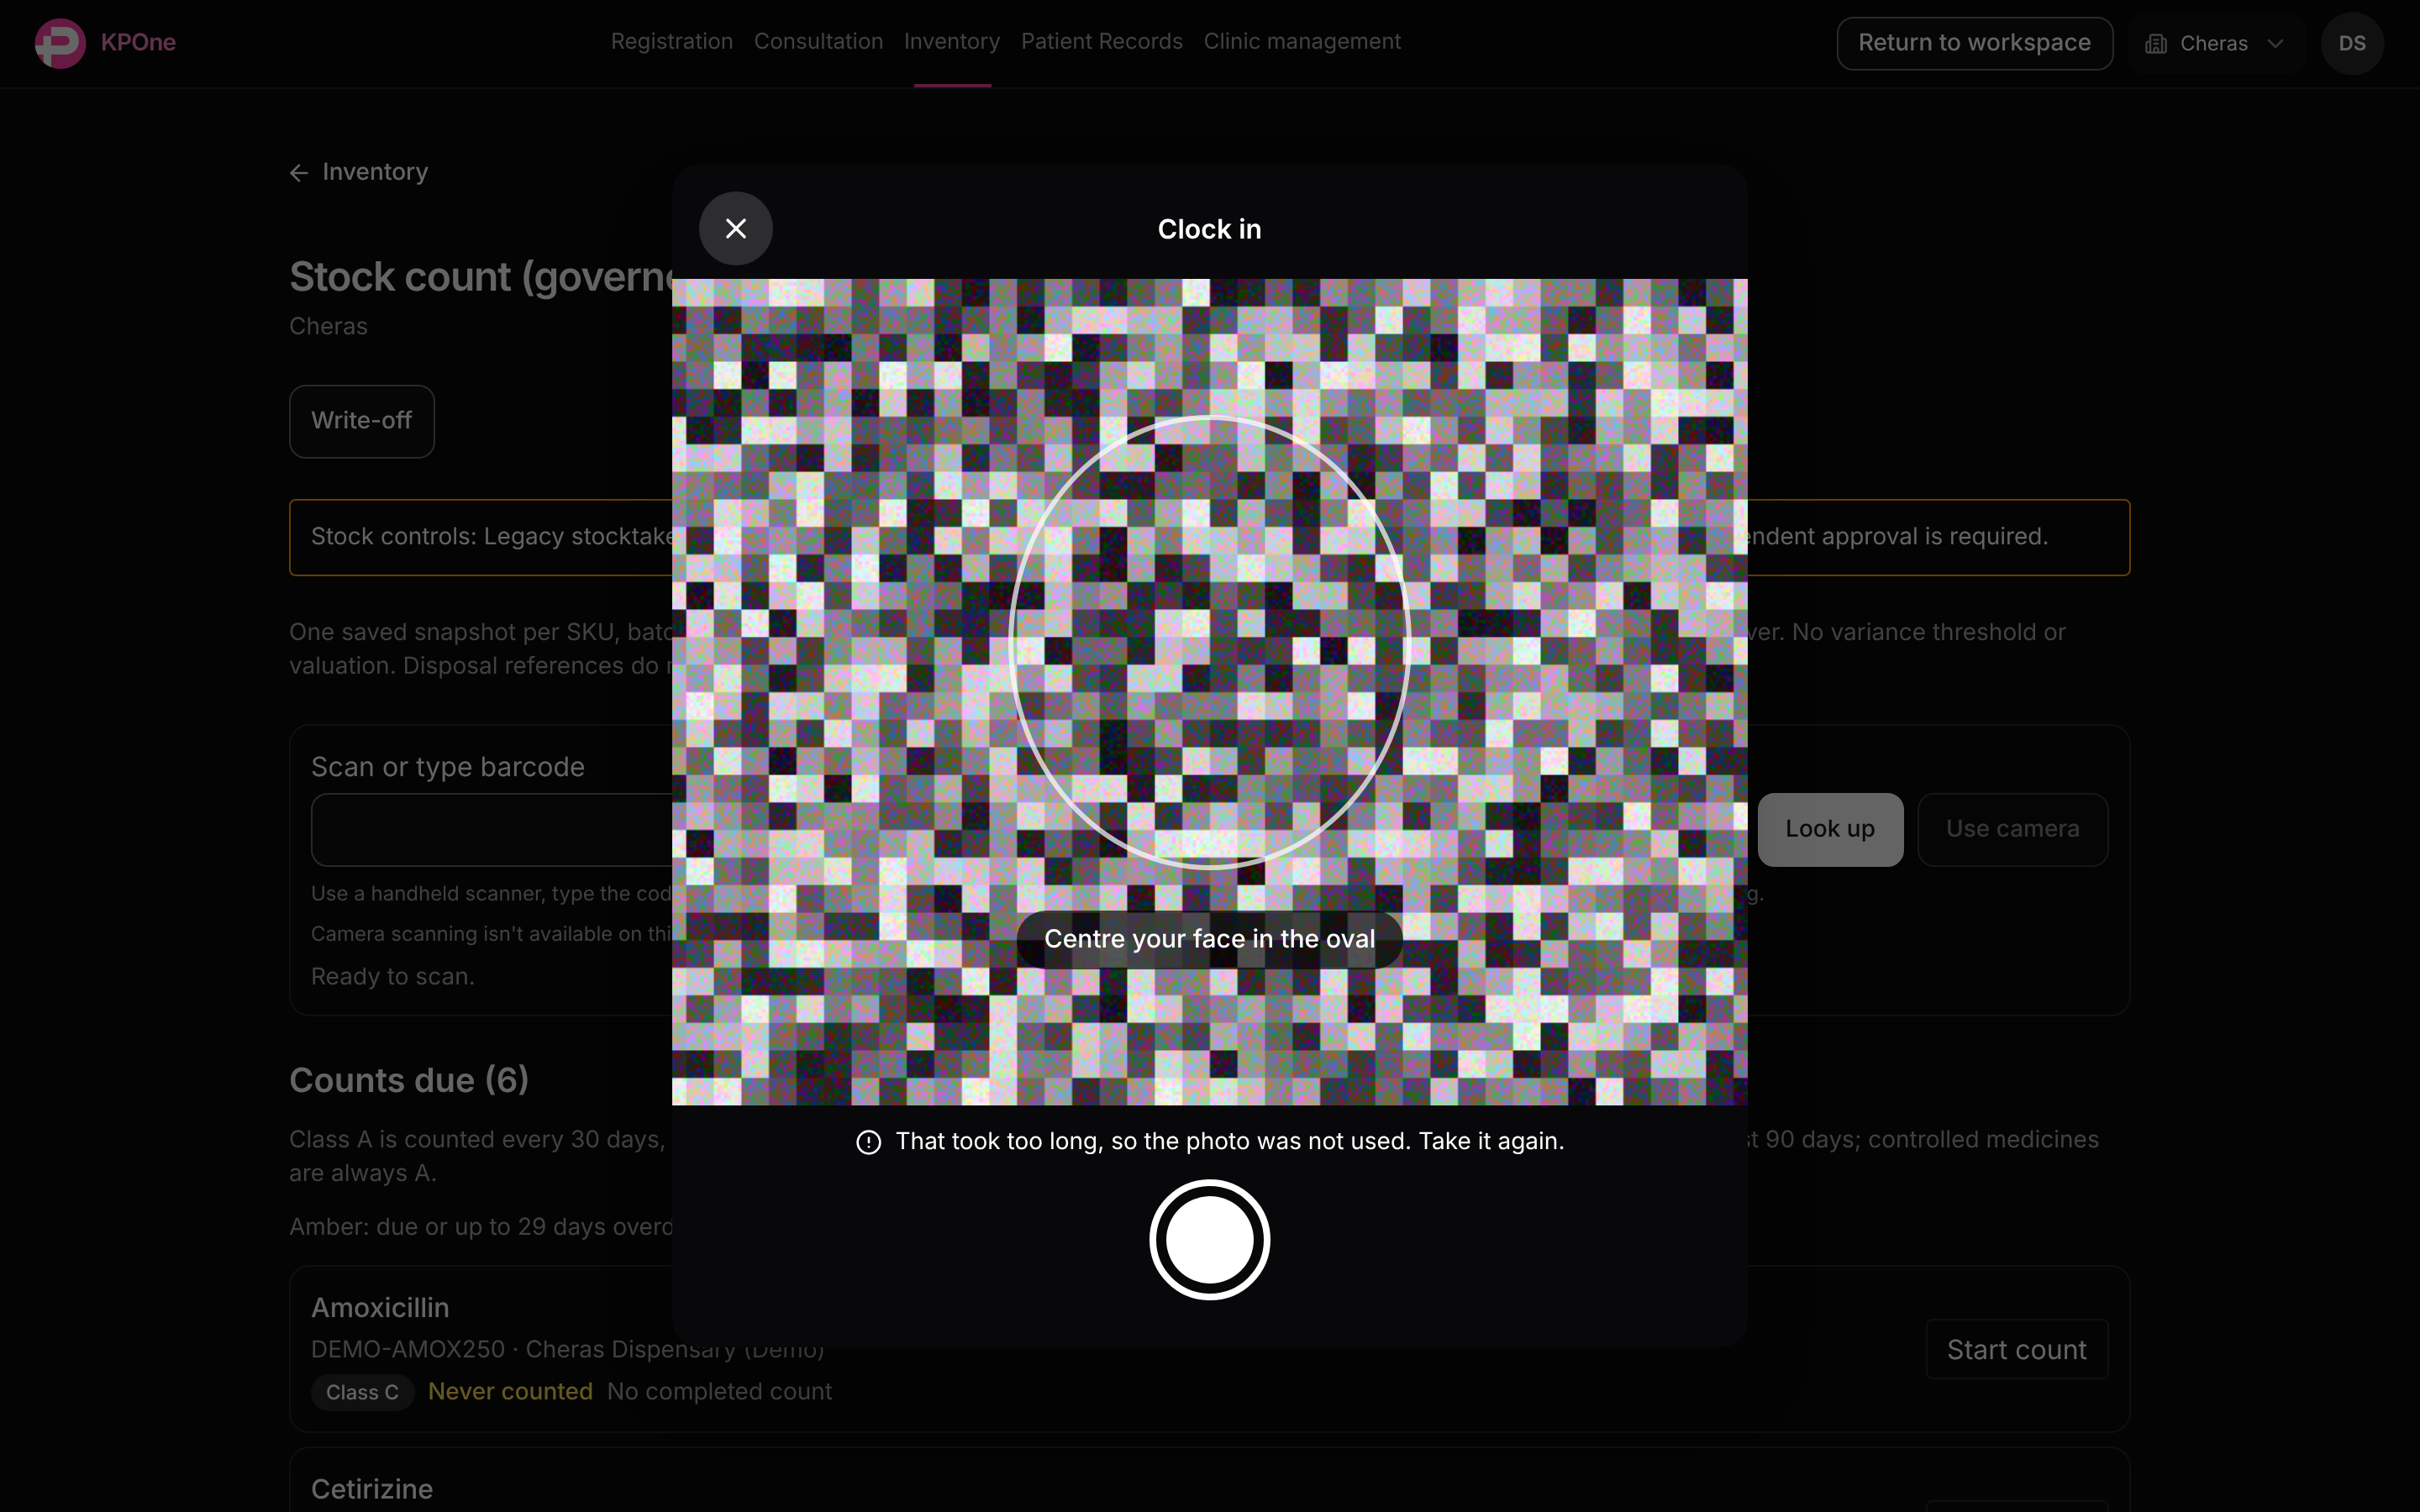 KPOne
Registration
Consultation
Inventory
Patient Records
Clinic management
Return to workspace
Cheras
DS
Inventory
Stock count (governe
Cheras
Write-off
Stock controls: Legacy stocktake
endent approval is required.
One saved snapshot per SKU, batc
ver. No variance threshold or
valuation. Disposal references do
Scan or type barcode
Look up
Use camera
Use a handheld scanner, type the cod
g.
Camera scanning isn't available on thi
Ready to scan.
Counts due (6)
Class A is counted every 30 days,
st 90 days; controlled medicines
are always A.
Amber: due or up to 29 days overd
Amoxicillin
DEMO-AMOX250 · Cheras Dispensary (Demo)
Class C
Never counted
No completed count
Start count
Cetirizine
Clock in
Centre your face in the oval
That took too long, so the photo was not used. Take it again.